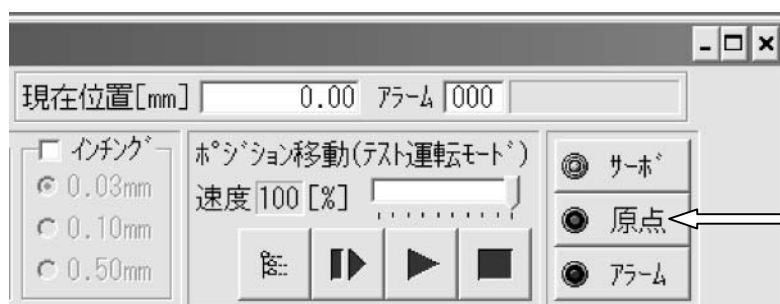 現在位置[mm] 0.00 ｱﾗｰﾑ 000
ｲﾝﾁﾝｸﾞ
0.03mm
0.10mm
0.50mm
ﾎﾟｼﾞｼｮﾝ移動(ﾃｽﾄ運転ﾓｰﾄﾞ)
速度 100 [%]
ｻｰﾎﾞ
原点
ｱﾗｰﾑ